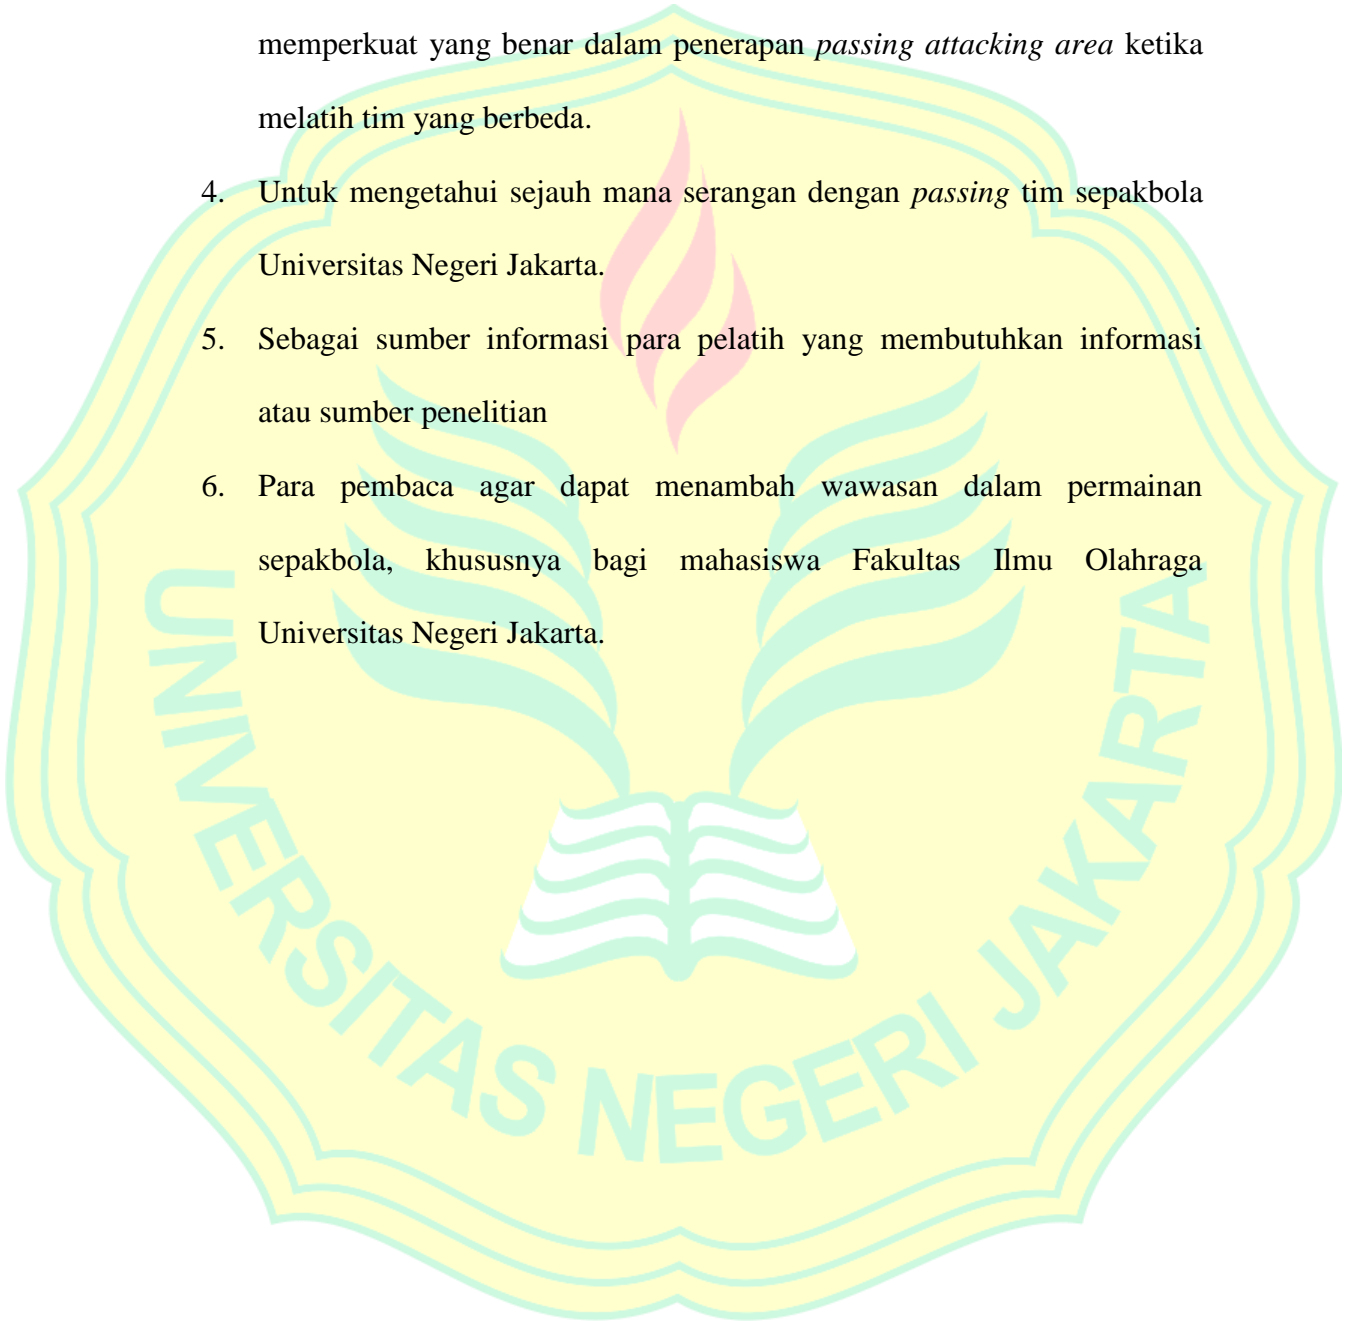 memperkuat yang benar dalam penerapan passing attacking area ketika
melatih tim yang berbeda.
4. Untuk mengetahui sejauh mana serangan dengan passing tim sepakbola
Universitas Negeri Jakarta.
5. Sebagai sumber informasi para pelatih yang membutuhkan informasi
atau sumber penelitian
6. Para pembaca agar dapat menambah wawasan dalam permainan
sepakbola, khususnya bagi mahasiswa Fakultas Ilmu Olahraga
Universitas Negeri Jakarta.
UNIVERSITAS NEGERI JAKARTA